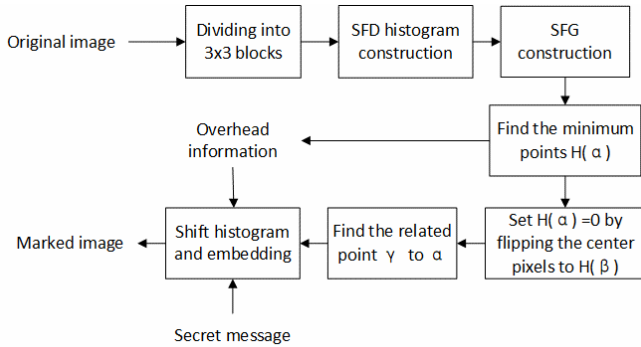 Original image
Dividing into
3x3 blocks
SFD histogram
construction
SFG
construction
Find the minimum
points H( α )
Overhead
information
Set H( α ) =0 by
flipping the center
pixels to H( β )
Find the related
point γ to α
Shift histogram
and embedding
Marked image
Secret message